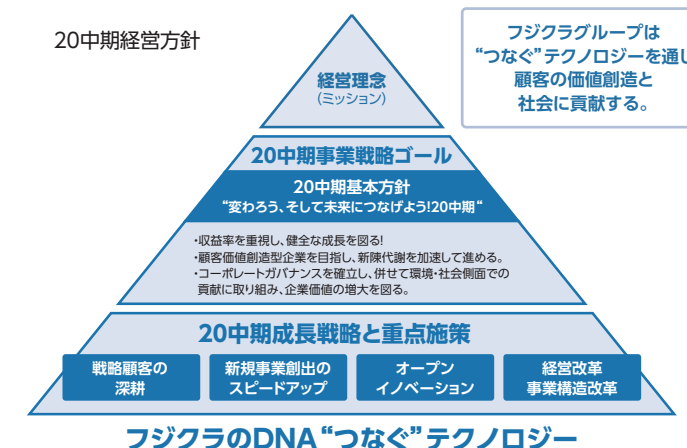 20中期経営方針
フジクラグループは
“つなぐ”テクノロジーを通し
顧客の価値創造と
社会に貢献する。
経営理念
(ミッション)
20中期事業戦略ゴール
20中期基本方針
“変わろう、そして未来につなげよう!20中期“
・収益率を重視し、健全な成長を図る!
・顧客価値創造型企業を目指し、新陳代謝を加速して進める。
・コーポレートガバナンスを確立し、併せて環境・社会側面での
貢献に取り組み、企業価値の増大を図る。
20中期成長戦略と重点施策
戦略顧客の
深耕
新規事業創出の
スピードアップ
オープン
イノベーション
経営改革
事業構造改革
フジクラのDNA“つなぐ”テクノロジー